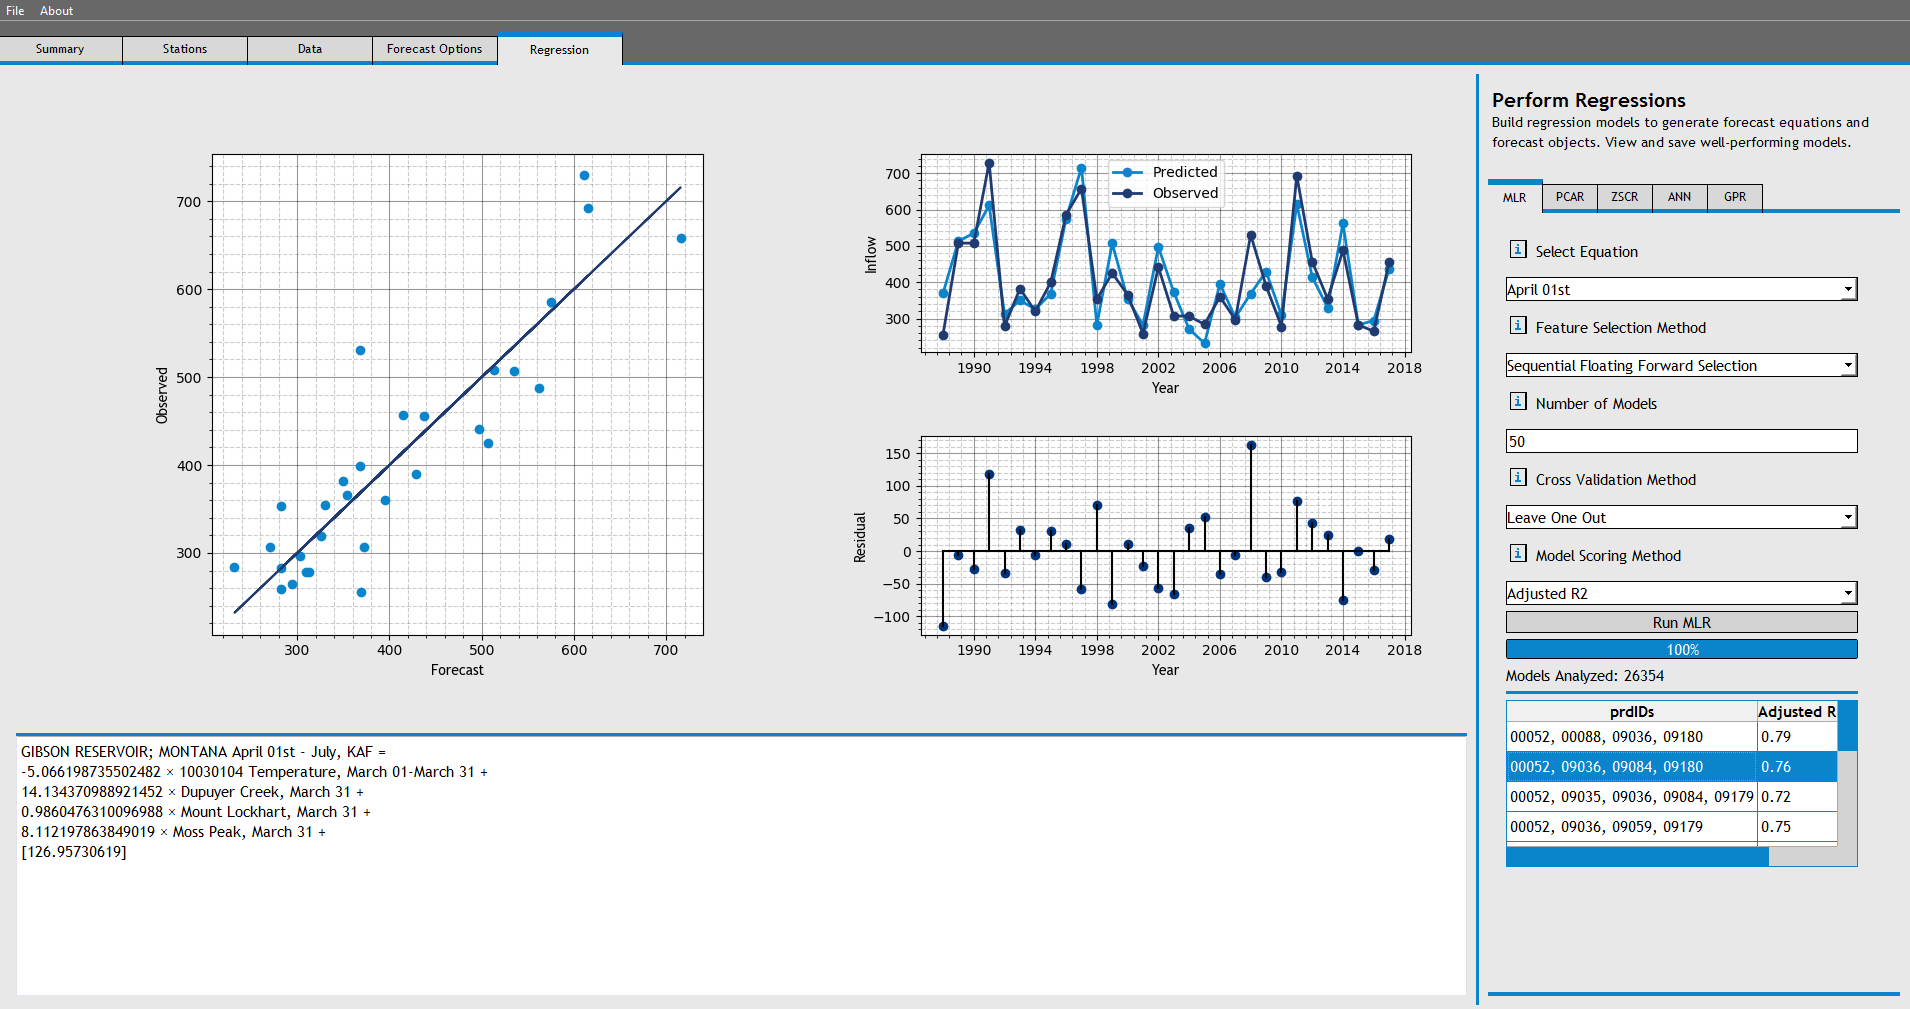 File About
Summary Stations Data Forecast Options Regression
Observed
700
600
500
400
300
300 400 500 600 700
Forecast
Inflow
700
600
500
400
300
Predicted
Observed
1990 1994 1998 2002 2006 2010 2014 2018
Year
Residual
150
100
50
0
−50
−100
1990 1994 1998 2002 2006 2010 2014 2018
Year
GIBSON RESERVOIR; MONTANA April 01st - July, KAF =
-5.066198735502482 × 10030104 Temperature, March 01-March 31 +
14.134370988921452 × Dupuyer Creek, March 31 +
0.9860476310096988 × Mount Lockhart, March 31 +
8.112197863849019 × Moss Peak, March 31 +
[126.95730619]
Perform Regressions
Build regression models to generate forecast equations and
forecast objects. View and save well-performing models.
MLR PCAR ZSCR ANN GPR
i Select Equation
April 01st
i Feature Selection Method
Sequential Floating Forward Selection
i Number of Models
50
i Cross Validation Method
Leave One Out
i Model Scoring Method
Adjusted R2
Run MLR
100%
Models Analyzed: 26354
prdIDs Adjusted R
00052, 00088, 09036, 09180 0.79
00052, 09036, 09084, 09180 0.76
00052, 09035, 09036, 09084, 09179 0.72
00052, 09036, 09059, 09179 0.75